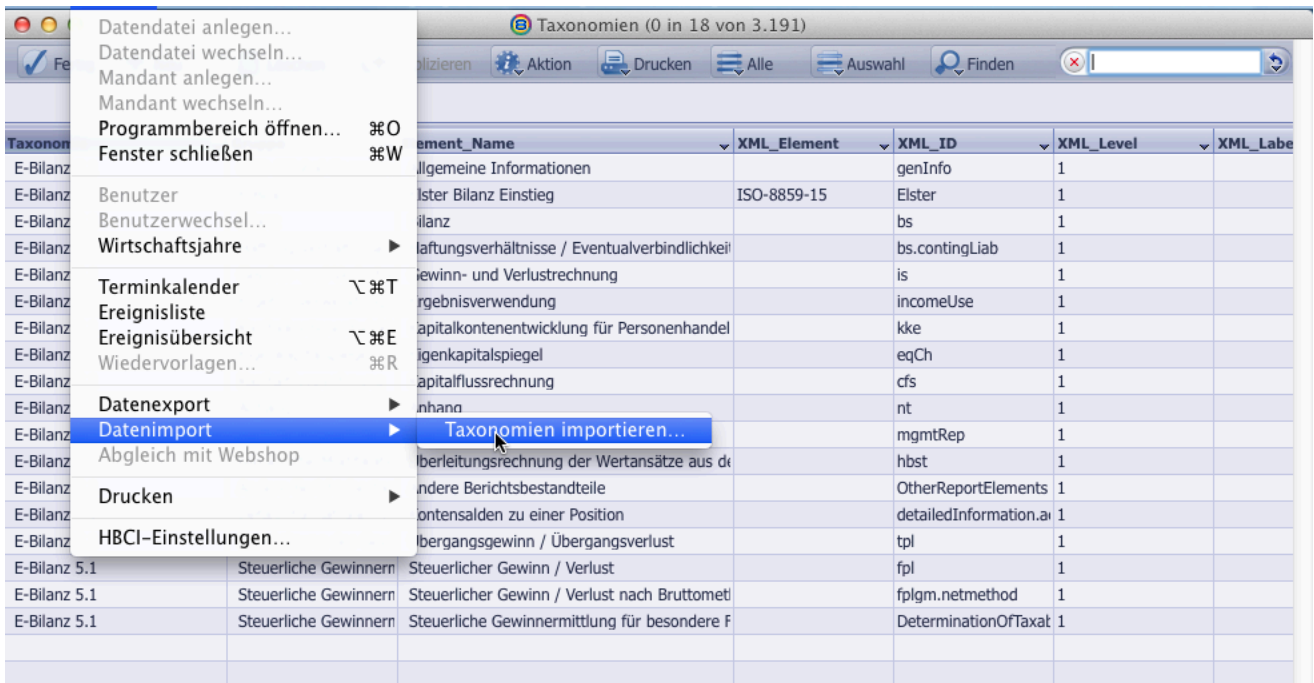 Taxonomien (0 in 18 von 3.191)
Aktion Drucken Alle Auswahl Finden
Datendatei anlegen...
Datendatei wechseln...
Mandant anlegen...
Mandant wechseln...
Programmbereich öffnen... ⌘O
Fenster schließen ⌘W
Benutzer
Benutzerwechsel...
Wirtschaftsjahre
Terminkalender ⌥⌘T
Ereignisliste
Ereignisübersicht ⌥⌘E
Wiedervorlagen... ⌘R
Datenexport
Datenimport
Taxonomien importieren...
Abgleich mit Webshop
Drucken
HBCI-Einstellungen...
Taxonom ement_Name XML_Element XML_ID XML_Level XML_Labe
E-Bilanz llgemeine Informationen genInfo 1
E-Bilanz lster Bilanz Einstieg ISO-8859-15 Elster 1
E-Bilanz ilanz bs 1
E-Bilanz aftungsverhältnisse / Eventualverbindlichkei bs.contingLiab 1
E-Bilanz ewinn- und Verlustrechnung is 1
E-Bilanz rgebnisverwendung incomeUse 1
E-Bilanz apitalkontenentwicklung für Personenhandel kke 1
E-Bilanz igenkapitalspiegel eqCh 1
E-Bilanz apitalflussrechnung cfs 1
E-Bilanz nhang nt 1
E-Bilanz mgmtRep 1
E-Bilanz berleitungsrechnung der Wertansätze aus de hbst 1
E-Bilanz ndere Berichtsbestandteile OtherReportElements 1
E-Bilanz ontensalden zu einer Position detailedInformation.a 1
E-Bilanz bergangsgewinn / Übergangsverlust tpl 1
E-Bilanz 5.1 Steuerliche Gewinnern Steuerlicher Gewinn / Verlust fpl 1
E-Bilanz 5.1 Steuerliche Gewinnern Steuerlicher Gewinn / Verlust nach Bruttomet fplgm.netmethod 1
E-Bilanz 5.1 Steuerliche Gewinnern Steuerliche Gewinnermittlung für besondere F DeterminationOfTaxab 1